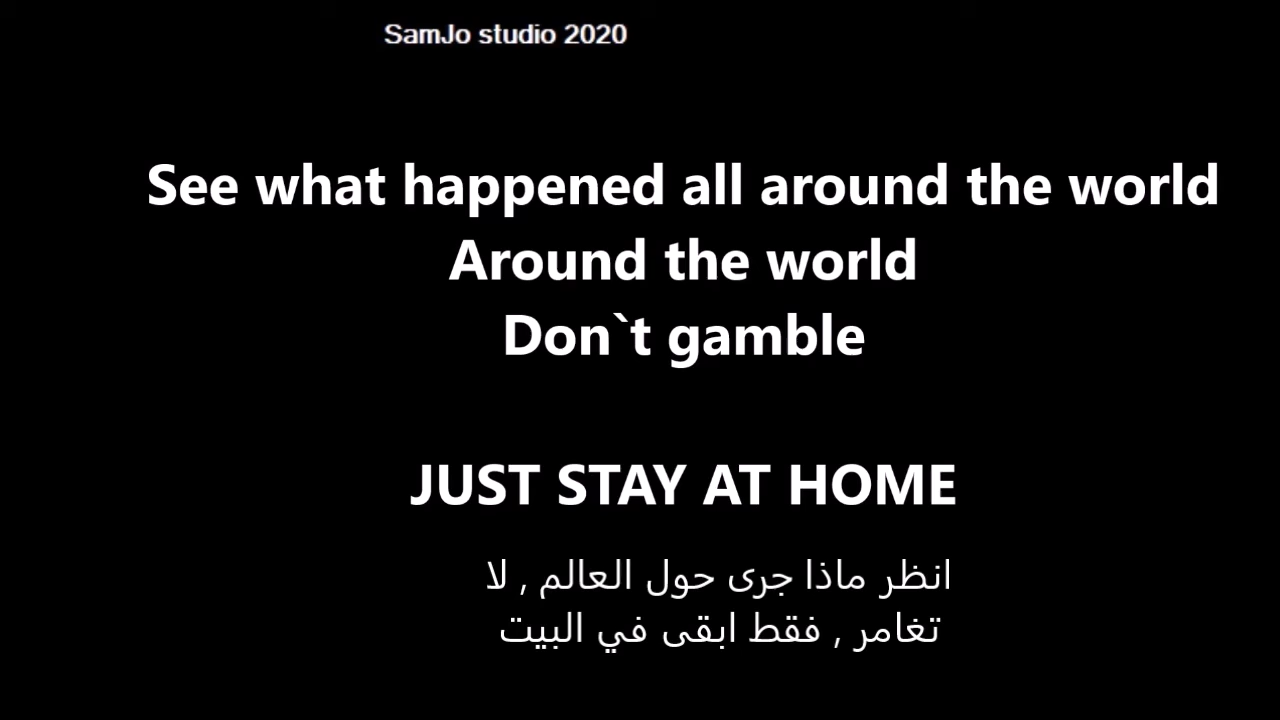 SamJo studio 2020
See what happened all around the world
Around the world
Don`t gamble
JUST STAY AT HOME
انظر ماذا جرى حول العالم , لا
تغامر , فقط ابقى في البيت